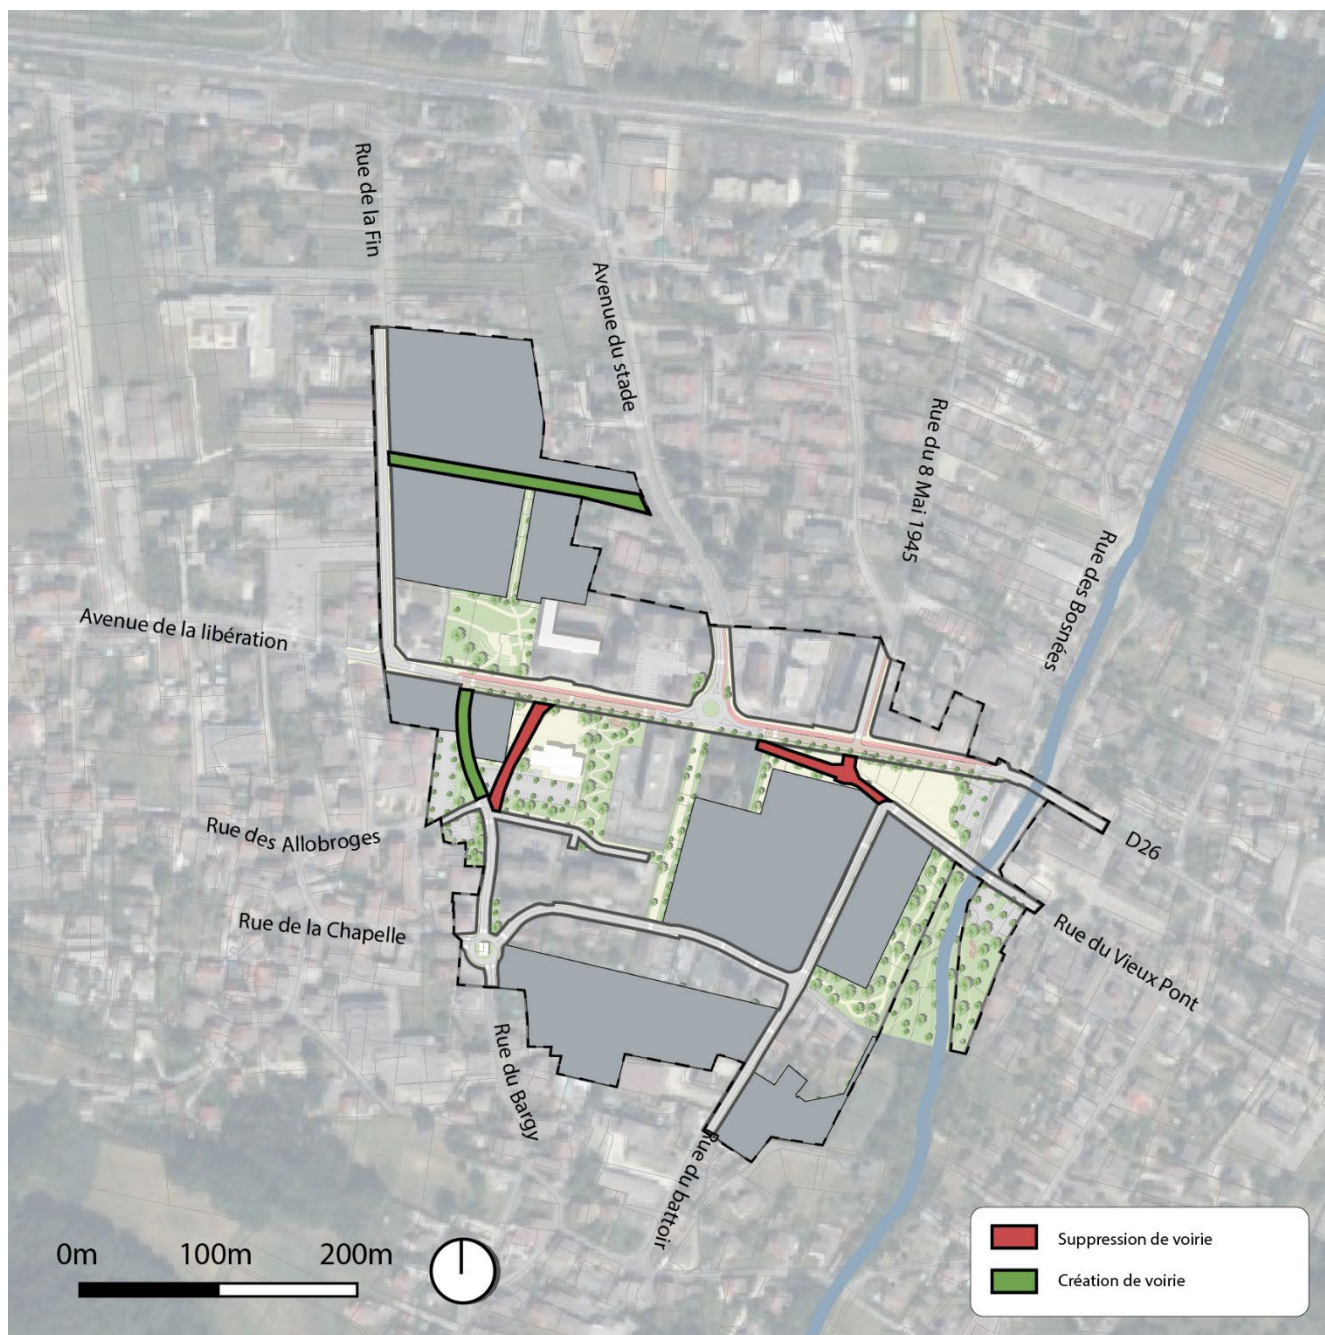 Rue de la Fin
Avenue du stade
Rue du 8 Mai 1945
Rue des Bosnées
Avenue de la libération
Rue des Allobroges
D26
Rue de la Chapelle
Rue du Vieux Pont
Rue du Bargy
Rue du battoir
0m 100m 200m
Suppression de voirie
Création de voirie